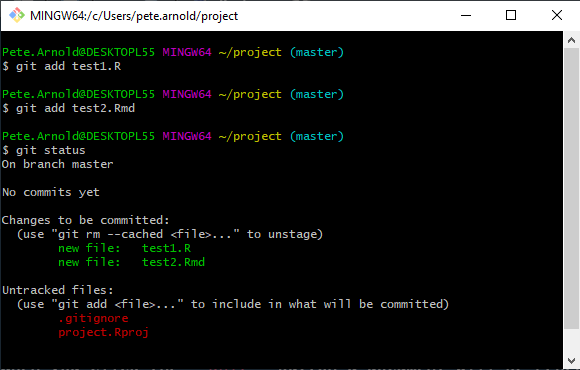 MINGW64:/c/Users/pete.arnold/project
Pete.Arnold@DESKTOPL55 MINGW64 ~/project (master)
$ git add test1.R
Pete.Arnold@DESKTOPL55 MINGW64 ~/project (master)
$ git add test2.Rmd
Pete.Arnold@DESKTOPL55 MINGW64 ~/project (master)
$ git status
On branch master
No commits yet
Changes to be committed:
  (use "git rm --cached <file>..." to unstage)
        new file:   test1.R
        new file:   test2.Rmd
Untracked files:
  (use "git add <file>..." to include in what will be committed)
        .gitignore
        project.Rproj